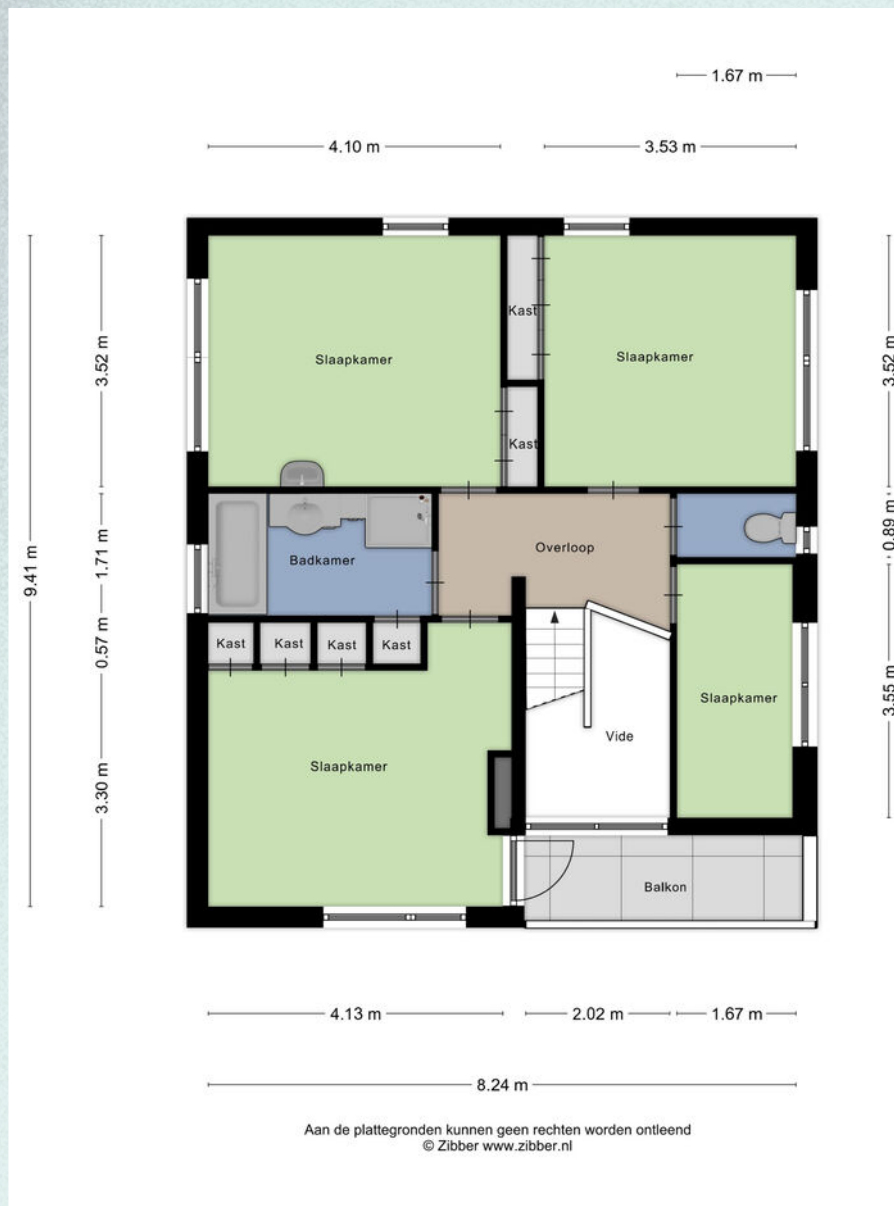 1.67 m
4.10 m
3.53 m
9.41 m
3.52 m
1.71 m
0.57 m
3.30 m
Slaapkamer
Kast
Kast
Slaapkamer
3.52 m
0.89 m
3.55 m
Badkamer
Overloop
Kast
Kast
Kast
Kast
Slaapkamer
Vide
Slaapkamer
Balkon
4.13 m
2.02 m
1.67 m
8.24 m
Aan de plattegronden kunnen geen rechten worden ontleend
© Zibber www.zibber.nl